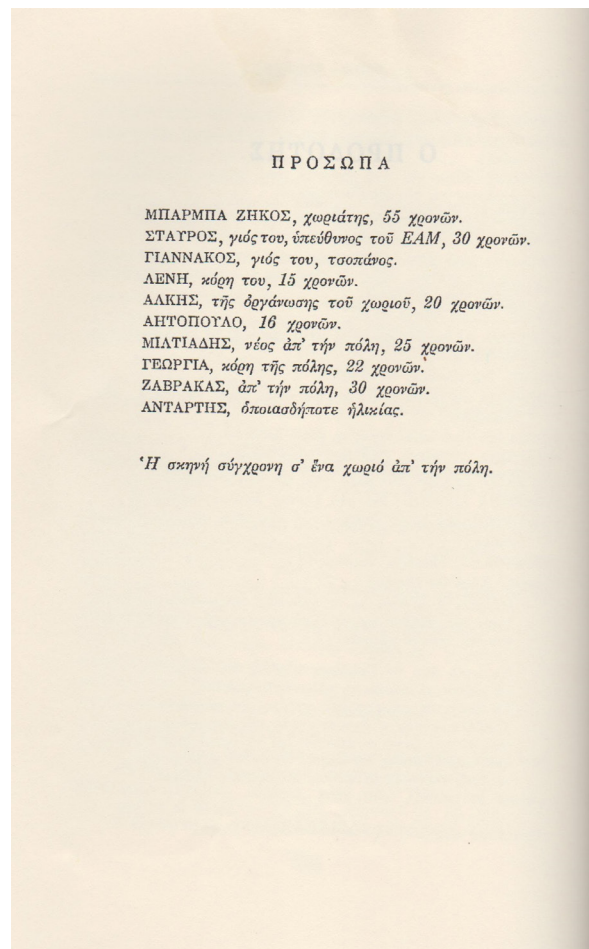 ΠΡΟΣΩΠΑ
ΜΠΑΡΜΠΑ ΖΗΚΟΣ, χωριάτης, 55 χρονῶν.
ΣΤΑΥΡΟΣ, γιός του, ὑπεύθυνος τοῦ ΕΑΜ, 30 χρονῶν.
ΓΙΑΝΝΑΚΟΣ, γιός του, τσοπάνος.
ΛΕΝΗ, κόρη του, 15 χρονῶν.
ΑΛΚΗΣ, τῆς ὀργάνωσης τοῦ χωριοῦ, 20 χρονῶν.
ΑΗΤΟΠΟΥΛΟ, 16 χρονῶν.
ΜΙΛΤΙΑΔΗΣ, νέος ἀπ' τήν πόλη, 25 χρονῶν.
ΓΕΩΡΓΙΑ, κόρη τῆς πόλης, 22 χρονῶν.
ΖΑΒΡΑΚΑΣ, ἀπ' τήν πόλη, 30 χρονῶν.
ΑΝΤΑΡΤΗΣ, ὁποιασδήποτε ἡλικίας.
Ἡ σκηνή σύγχρονη σ' ἕνα χωριό ἀπ' τήν πόλη.